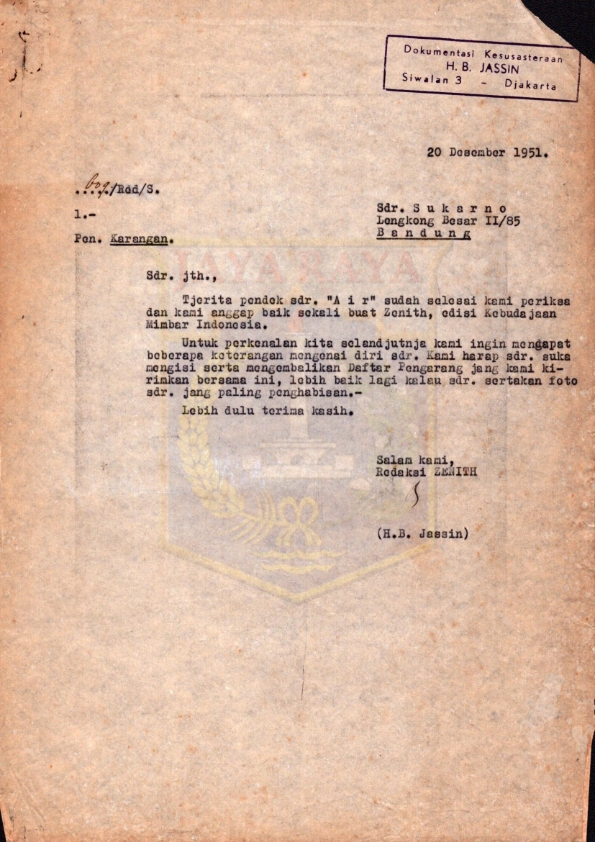 Dokumentasi Kesusasteraan
H. B. JASSIN
Siwalan 3 - Djakarta
20 Desember 1951.
/Red/S.
1.-
Pen. Karangan.
Sdr. S u k a r n o
Lengkong Besar II/85
B a n d u n g
JAYA RAYA
Sdr. jth.,
Tjerita pendek sdr. "A i r" sudah selesai kami periksa
dan kami anggap baik sekali buat Zenith, edisi Kebudajaan
Mimbar Indonesia.
Untuk perkenalan kita selandjutnja kami ingin mengapat
beberapa keterangan mengenai diri sdr. Kami harap sdr. suka
mengisi serta mengembalikan Daftar Pengarang jang kami ki-
rimkan bersama ini, lebih baik lagi kalau sdr. sertakan foto
sdr. jang paling penghabisan.-
Lebih dulu terima kasih.
Salam kami,
Redaksi ZENITH
(H.B. Jassin)